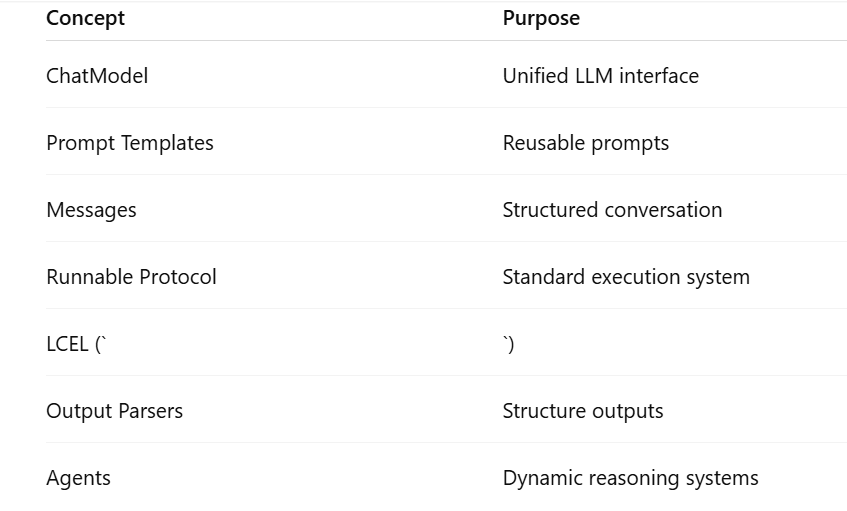 Concept Purpose
ChatModel Unified LLM interface
Prompt Templates Reusable prompts
Messages Structured conversation
Runnable Protocol Standard execution system
LCEL (` `)
Output Parsers Structure outputs
Agents Dynamic reasoning systems